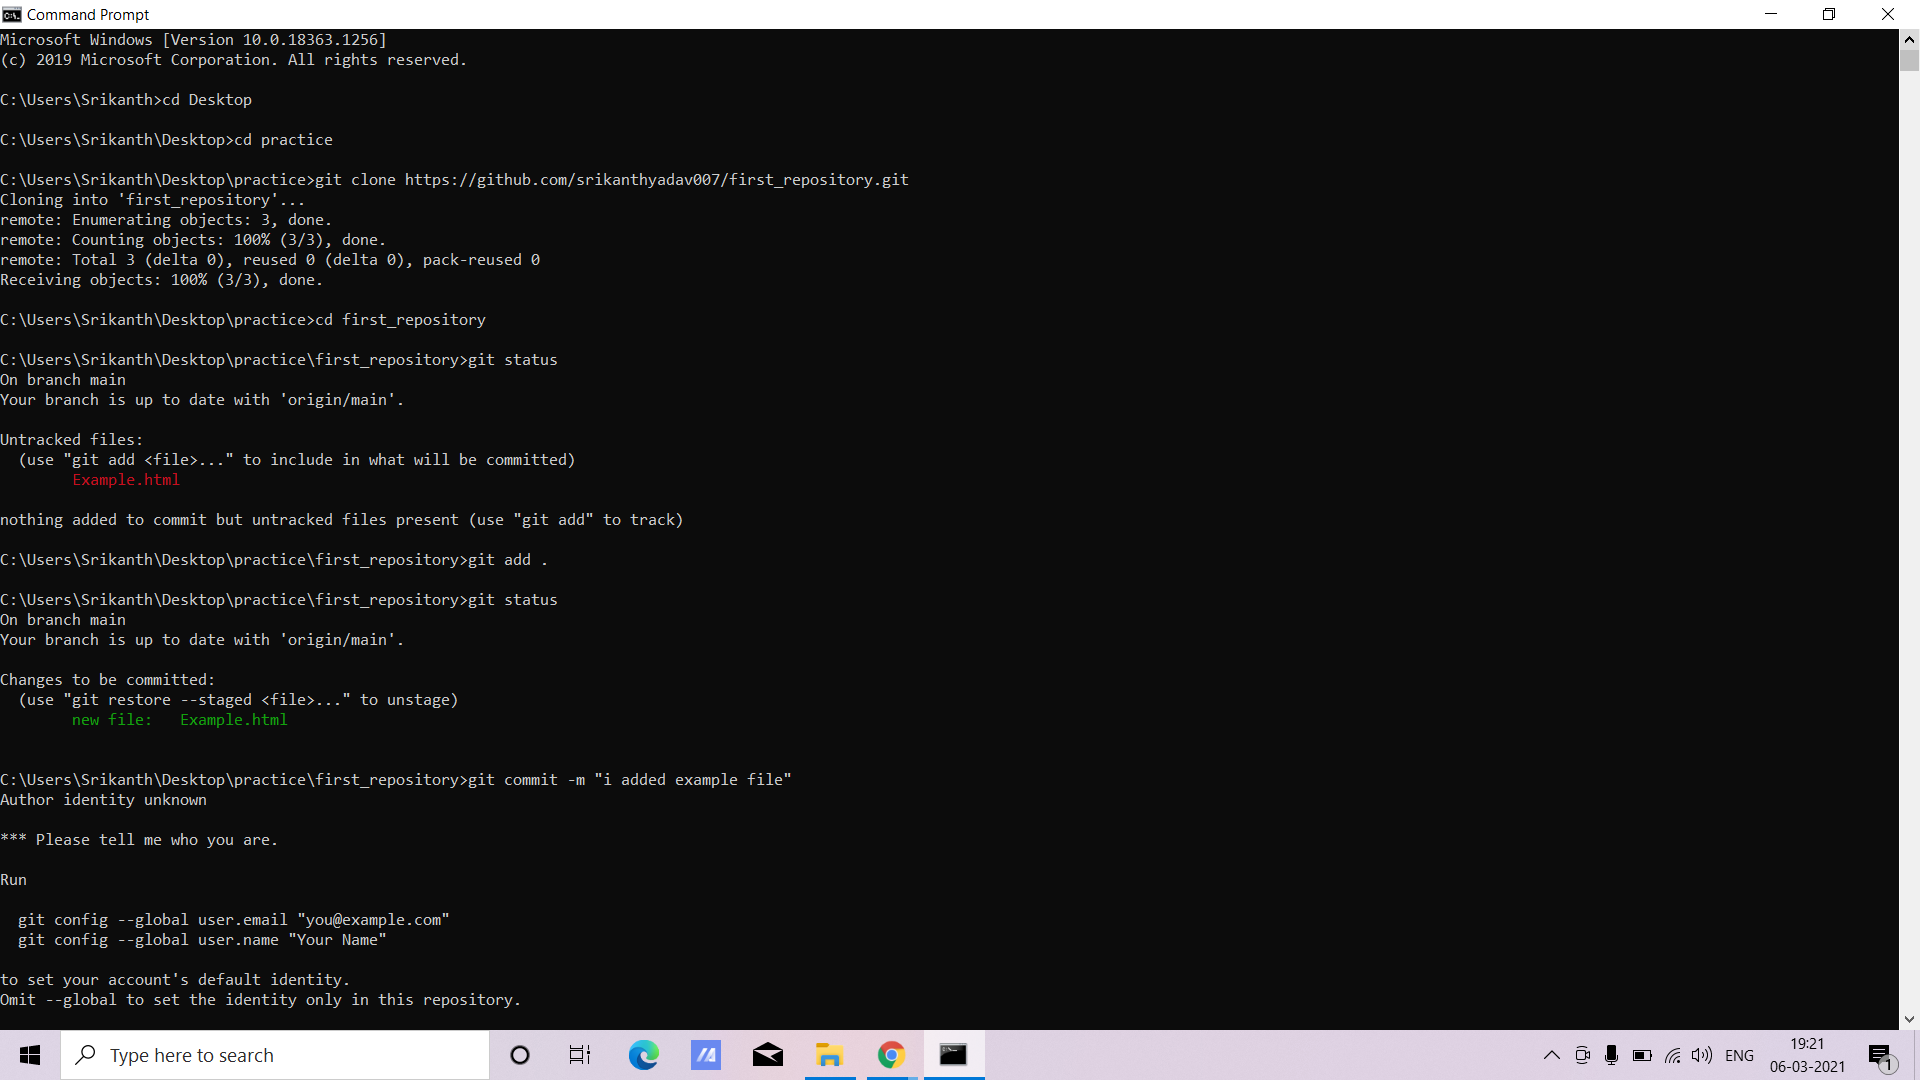 Command Prompt
Microsoft Windows [Version 10.0.18363.1256]
(c) 2019 Microsoft Corporation. All rights reserved.
C:\Users\Srikanth>cd Desktop
C:\Users\Srikanth\Desktop>cd practice
C:\Users\Srikanth\Desktop\practice>git clone https://github.com/srikanthyadav007/first_repository.git
Cloning into 'first_repository'...
remote: Enumerating objects: 3, done.
remote: Counting objects: 100% (3/3), done.
remote: Total 3 (delta 0), reused 0 (delta 0), pack-reused 0
Receiving objects: 100% (3/3), done.
C:\Users\Srikanth\Desktop\practice>cd first_repository
C:\Users\Srikanth\Desktop\practice\first_repository>git status
On branch main
Your branch is up to date with 'origin/main'.
Untracked files:
  (use "git add <file>..." to include in what will be committed)
        Example.html
nothing added to commit but untracked files present (use "git add" to track)
C:\Users\Srikanth\Desktop\practice\first_repository>git add .
C:\Users\Srikanth\Desktop\practice\first_repository>git status
On branch main
Your branch is up to date with 'origin/main'.
Changes to be committed:
  (use "git restore --staged <file>..." to unstage)
        new file:   Example.html
C:\Users\Srikanth\Desktop\practice\first_repository>git commit -m "i added example file"
Author identity unknown
*** Please tell me who you are.
Run
  git config --global user.email "you@example.com"
  git config --global user.name "Your Name"
to set your account's default identity.
Omit --global to set the identity only in this repository.
Type here to search
ENG
19:21
06-03-2021
1